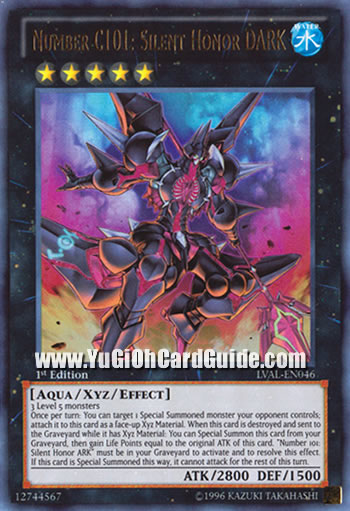 NUMBER C101: SILENT HONOR DARK
WATER
水
101
www.YuGiOhCardGuide.com
1st Edition
LVAL-EN046
[AQUA/XYZ/EFFECT]
3 Level 5 monsters
Once per turn: You can target 1 Special Summoned monster your opponent controls;
attach it to this card as a face-up Xyz Material. When this card is destroyed and sent to
the Graveyard while it has Xyz Material: You can Special Summon this card from your
Graveyard, then gain Life Points equal to the original ATK of this card. "Number 101:
Silent Honor ARK" must be in your Graveyard to activate and to resolve this effect.
If this card is Special Summoned this way, it cannot attack for the rest of this turn.
ATK/2800 DEF/1500
12744567
©1996 KAZUKI TAKAHASHI